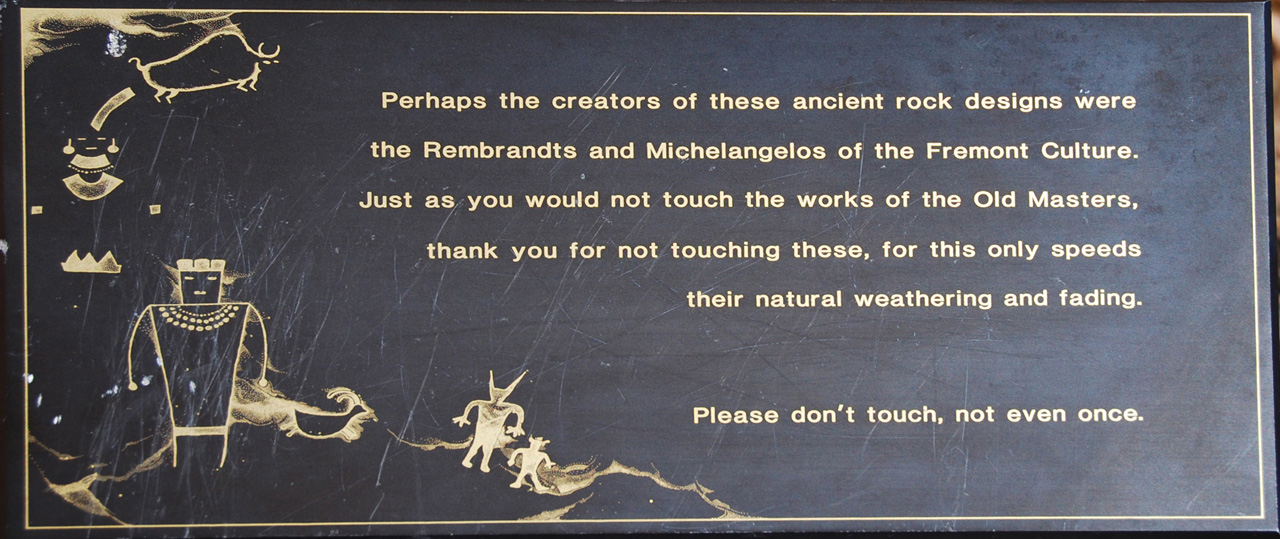 Perhaps the creators of these ancient rock designs were
the Rembrandts and Michelangelos of the Fremont Culture.
Just as you would not touch the works of the Old Masters,
thank you for not touching these, for this only speeds
their natural weathering and fading.
Please don't touch, not even once.